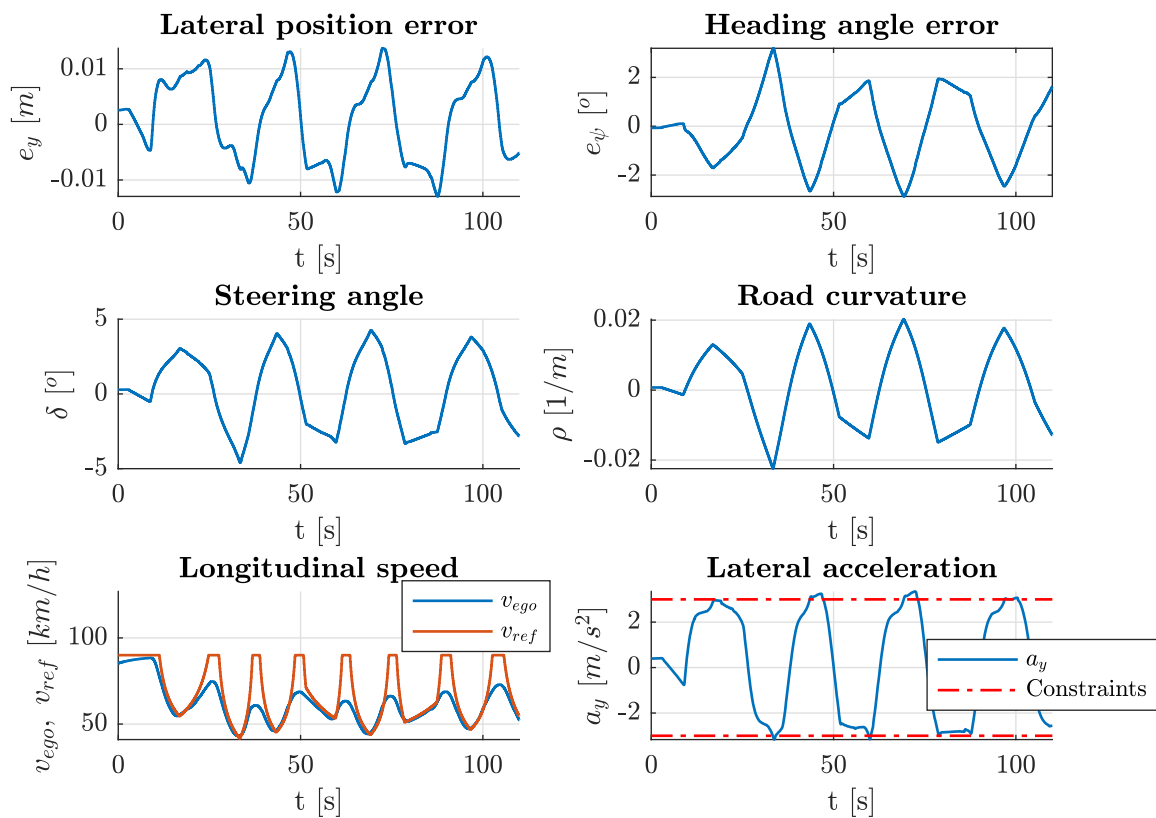 Lateral position error
0.01
0
-0.01
e_y [m]
0
50
100
t [s]
Heading angle error
2
0
-2
e_ψ [°]
0
50
100
t [s]
Steering angle
5
0
-5
δ [°]
0
50
100
t [s]
Road curvature
0.02
0
-0.02
ρ [1/m]
0
50
100
t [s]
Longitudinal speed
100
50
v_ego, v_ref [km/h]
v_ego
v_ref
0
50
100
t [s]
Lateral acceleration
2
0
-2
a_y [m/s²]
a_y
Constraints
0
50
100
t [s]